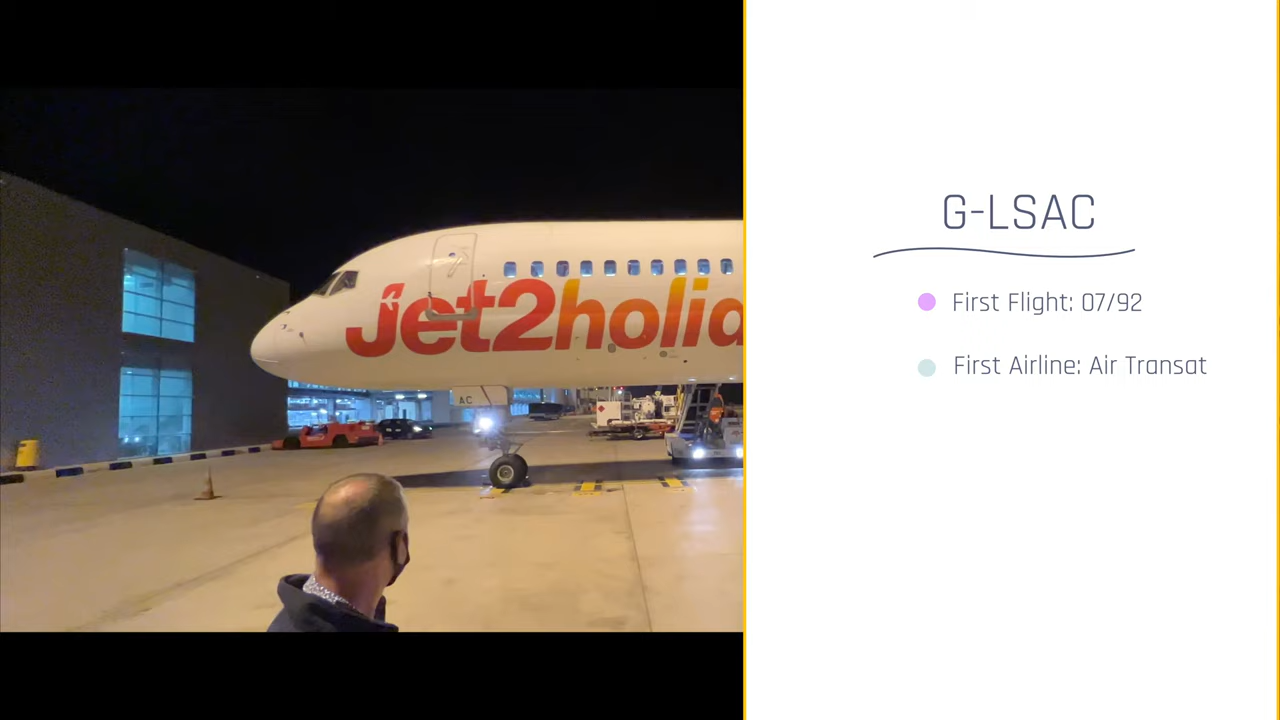 Jet2holid
AC
G-LSAC
First Flight: 07/92
First Airline: Air Transat